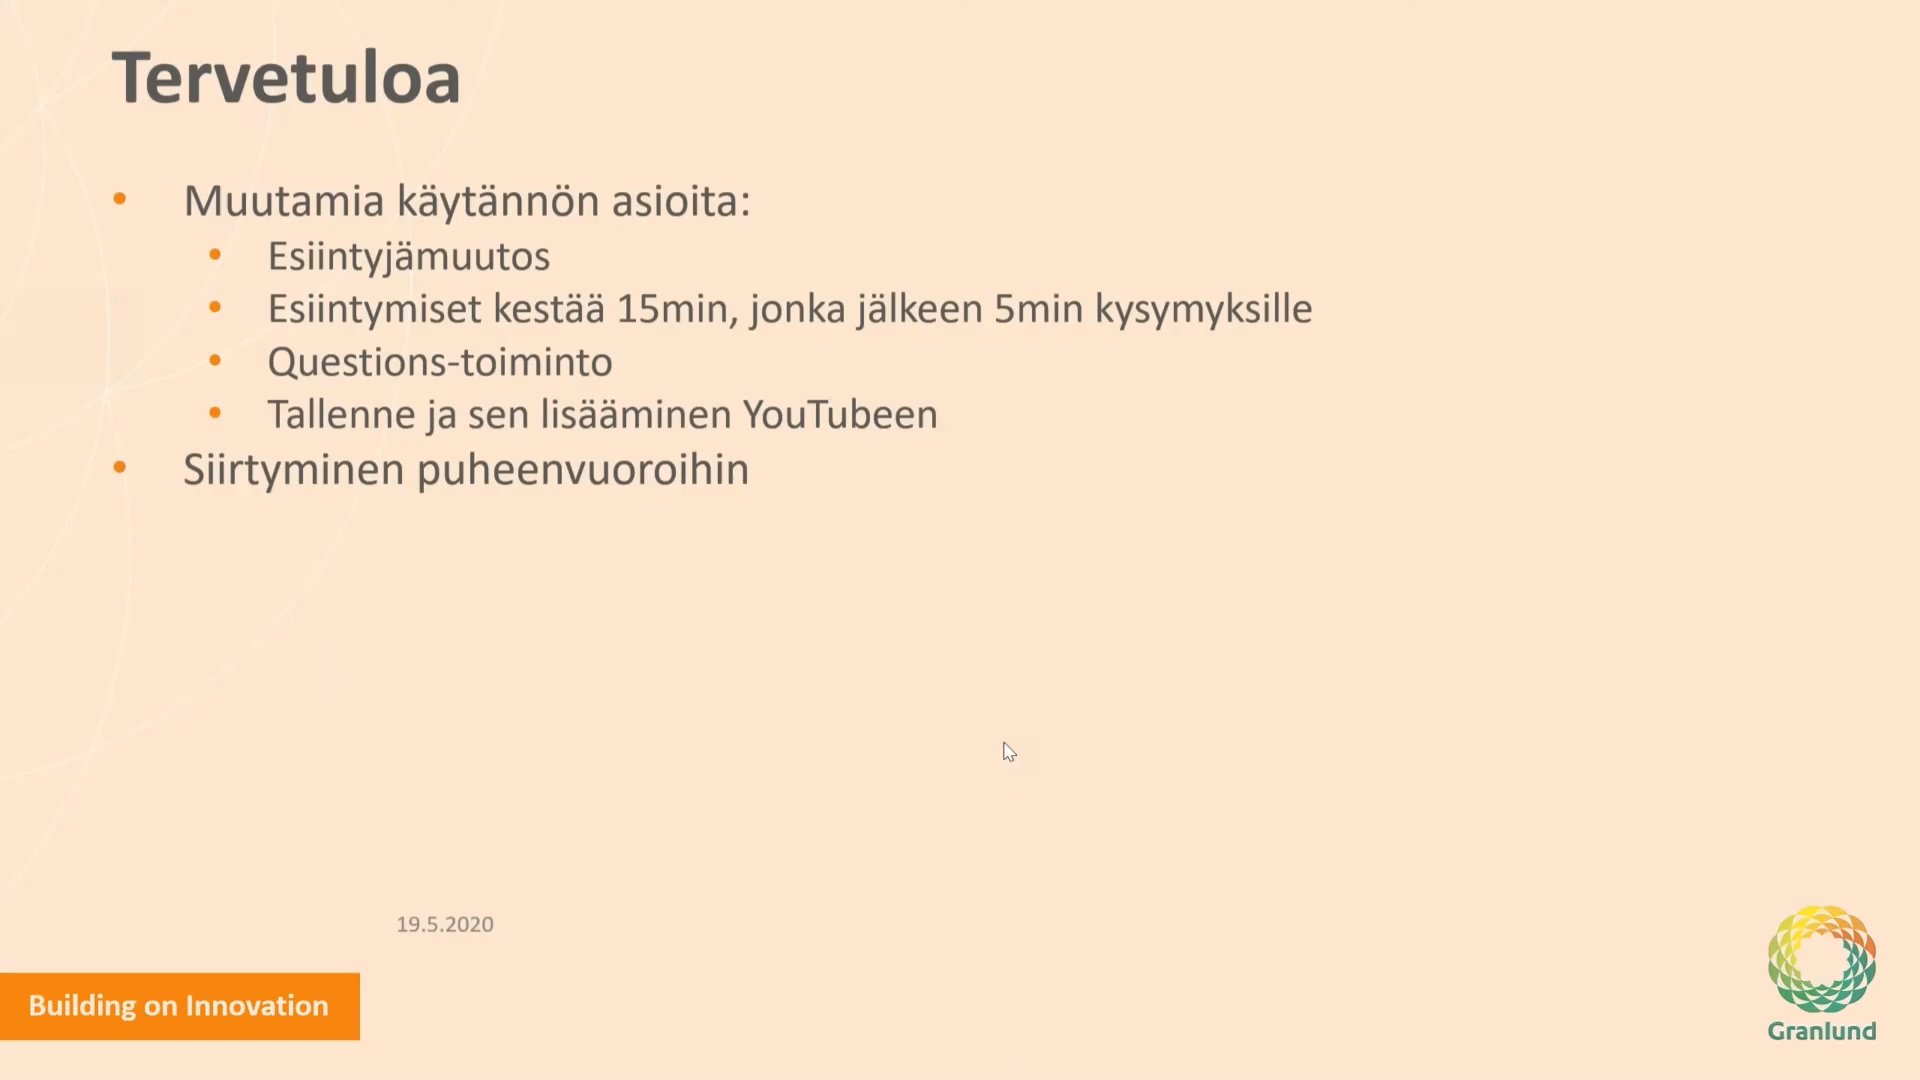 Tervetuloa
• Muutamia käytännön asioita:
• Esiintyjämuutos
• Esiintymiset kestää 15min, jonka jälkeen 5min kysymyksille
• Questions-toiminto
• Tallenne ja sen lisääminen YouTubeen
• Siirtyminen puheenvuoroihin
19.5.2020
Building on Innovation
Granlund